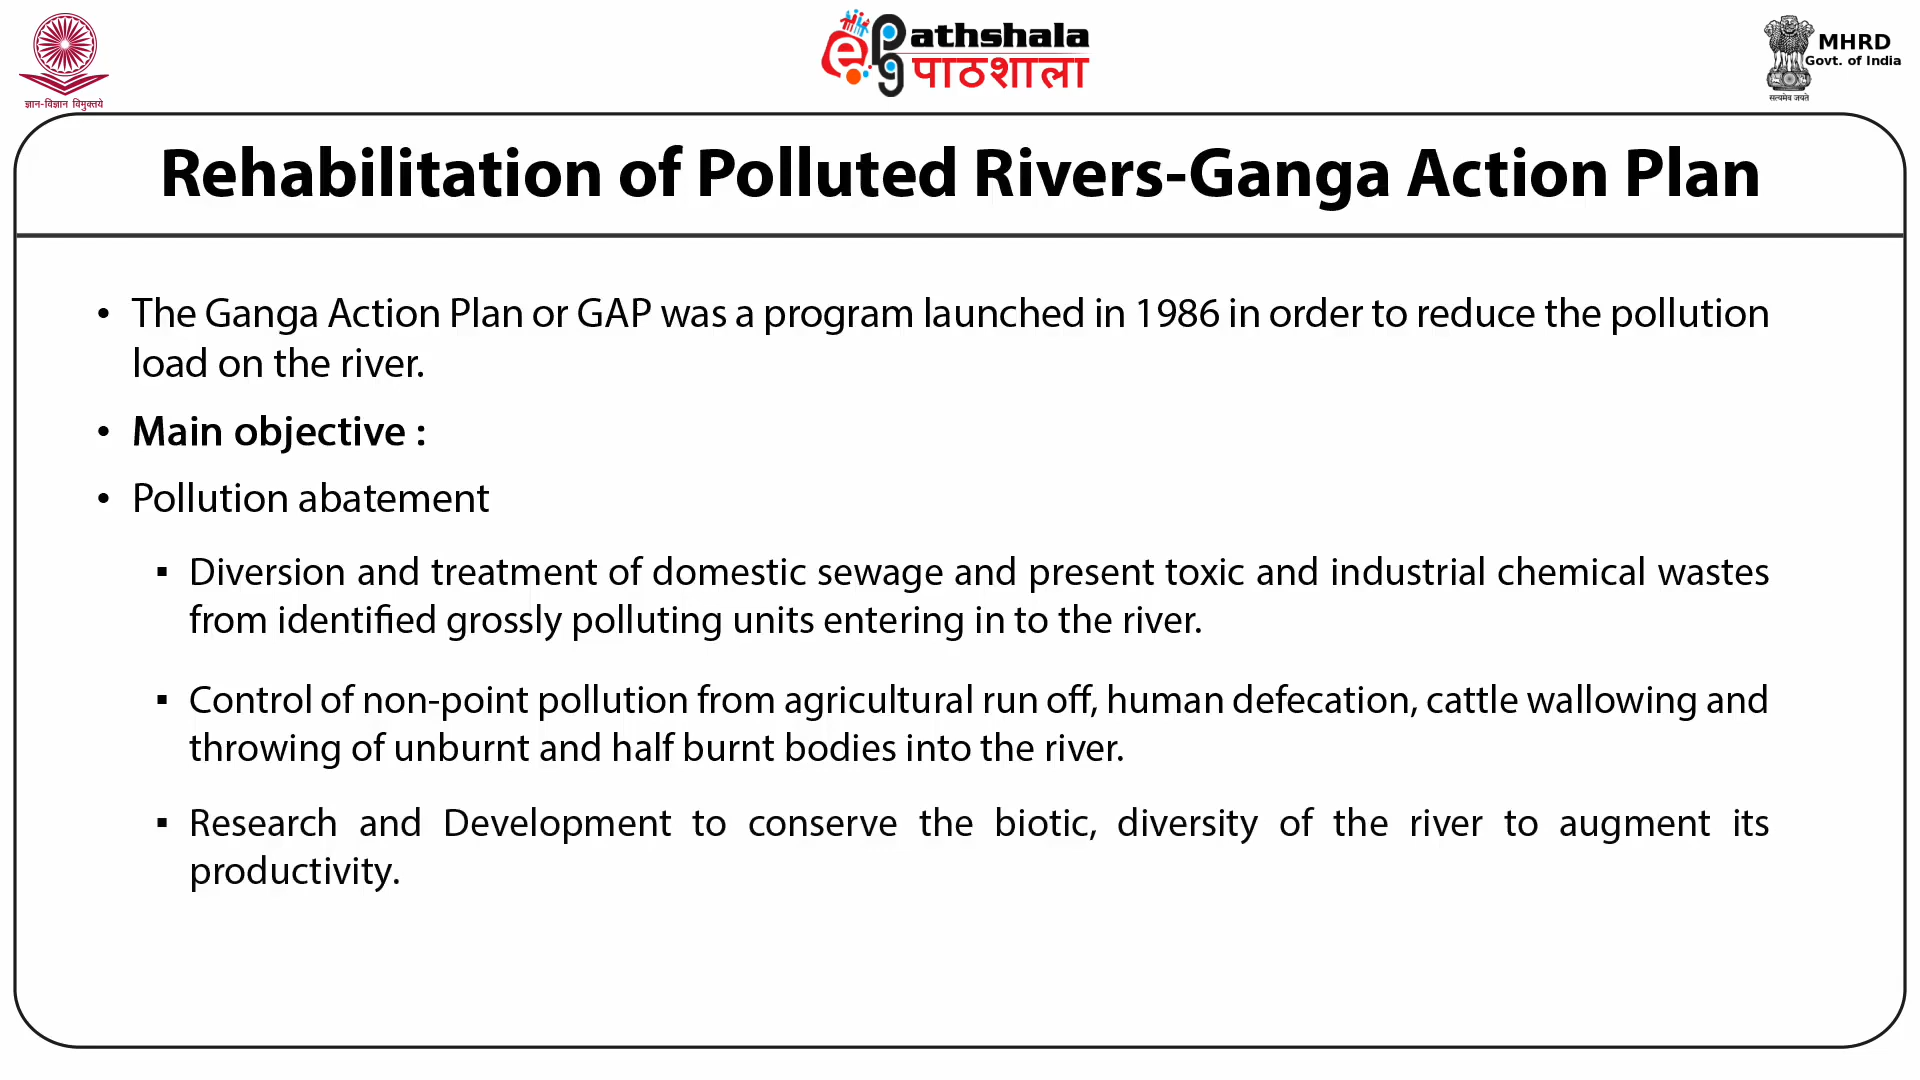 ज्ञान-विज्ञान विमुक्तये
ePathshala
पाठशाला
MHRD
Govt. of India
सत्यमेव जयते
Rehabilitation of Polluted Rivers-Ganga Action Plan
• The Ganga Action Plan or GAP was a program launched in 1986 in order to reduce the pollution
load on the river.
• Main objective :
• Pollution abatement
▪ Diversion and treatment of domestic sewage and present toxic and industrial chemical wastes
from identified grossly polluting units entering in to the river.
▪ Control of non-point pollution from agricultural run off, human defecation, cattle wallowing and
throwing of unburnt and half burnt bodies into the river.
▪ Research and Development to conserve the biotic, diversity of the river to augment its
productivity.